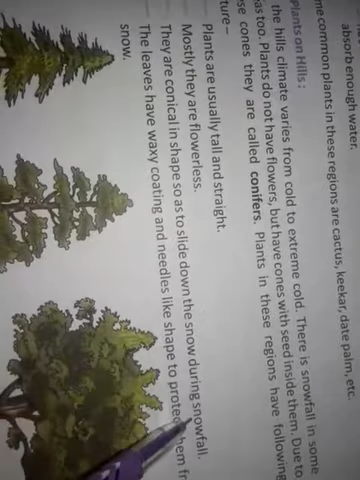 absorb enough water.
me common plants in these regions are cactus, keekar, date palm, etc.
Plants on Hills :
the hills climate varies from cold to extreme cold. There is snowfall in some
as too. Plants do not have flowers, but have cones with seed inside them. Due to
se cones they are called conifers. Plants in these regions have following
ture –
Plants are usually tall and straight.
Mostly they are flowerless.
They are conical in shape so as to slide down the snow during snowfall.
The leaves have waxy coating and needles like shape to protect them fr
snow.